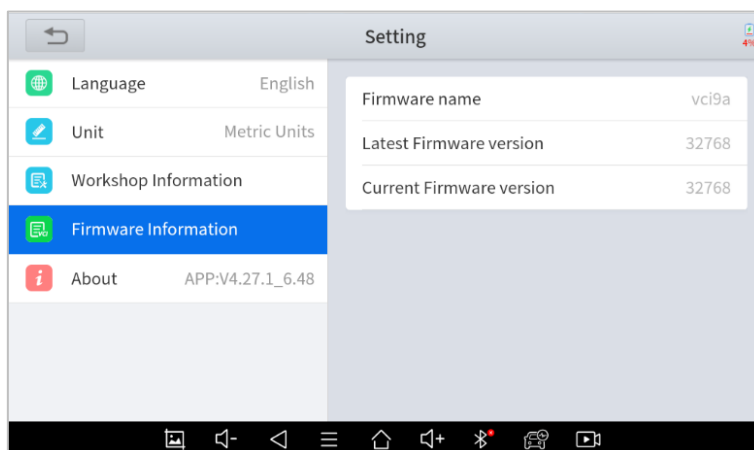 Setting
4%
Language English
Unit Metric Units
Workshop Information
Firmware Information
About APP:V4.27.1_6.48
Firmware name vci9a
Latest Firmware version 32768
Current Firmware version 32768